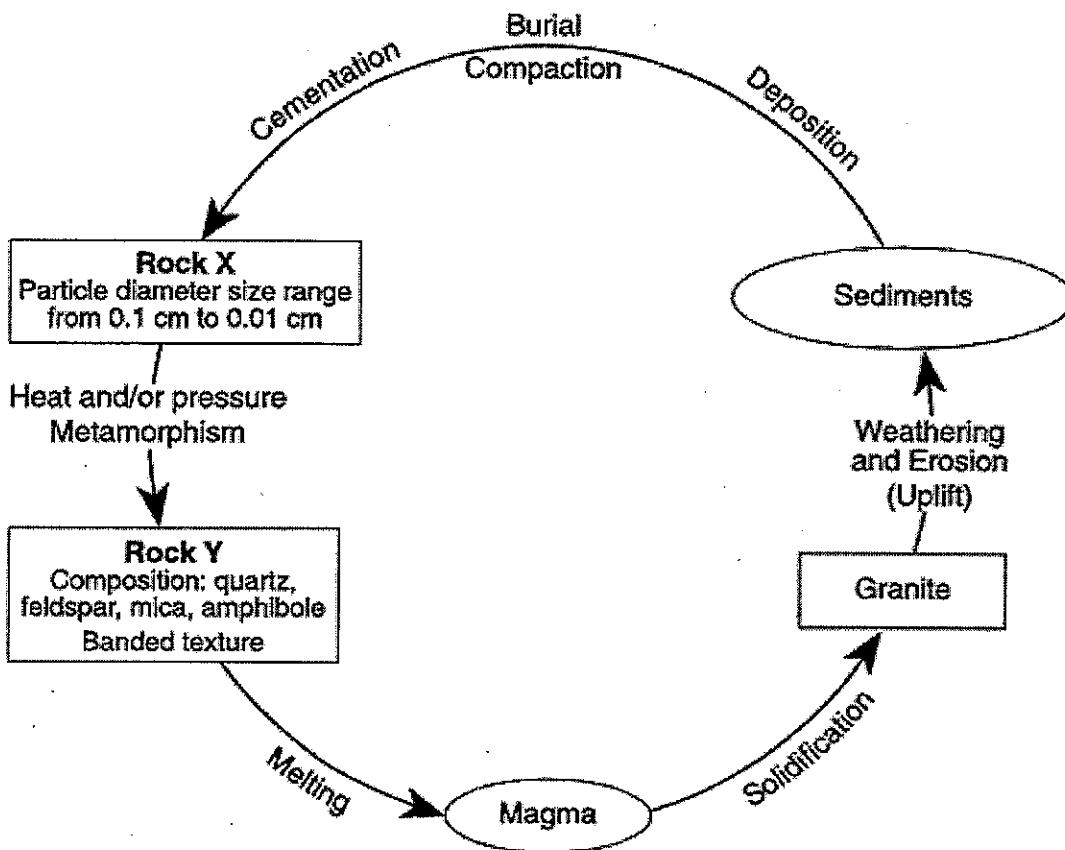 Burial
Compaction
Cementation
Deposition
Rock X
Particle diameter size range
from 0.1 cm to 0.01 cm
Sediments
Heat and/or pressure
Metamorphism
Weathering
and Erosion
(Uplift)
Rock Y
Composition: quartz,
feldspar, mica, amphibole
Banded texture
Granite
Melting
Solidification
Magma